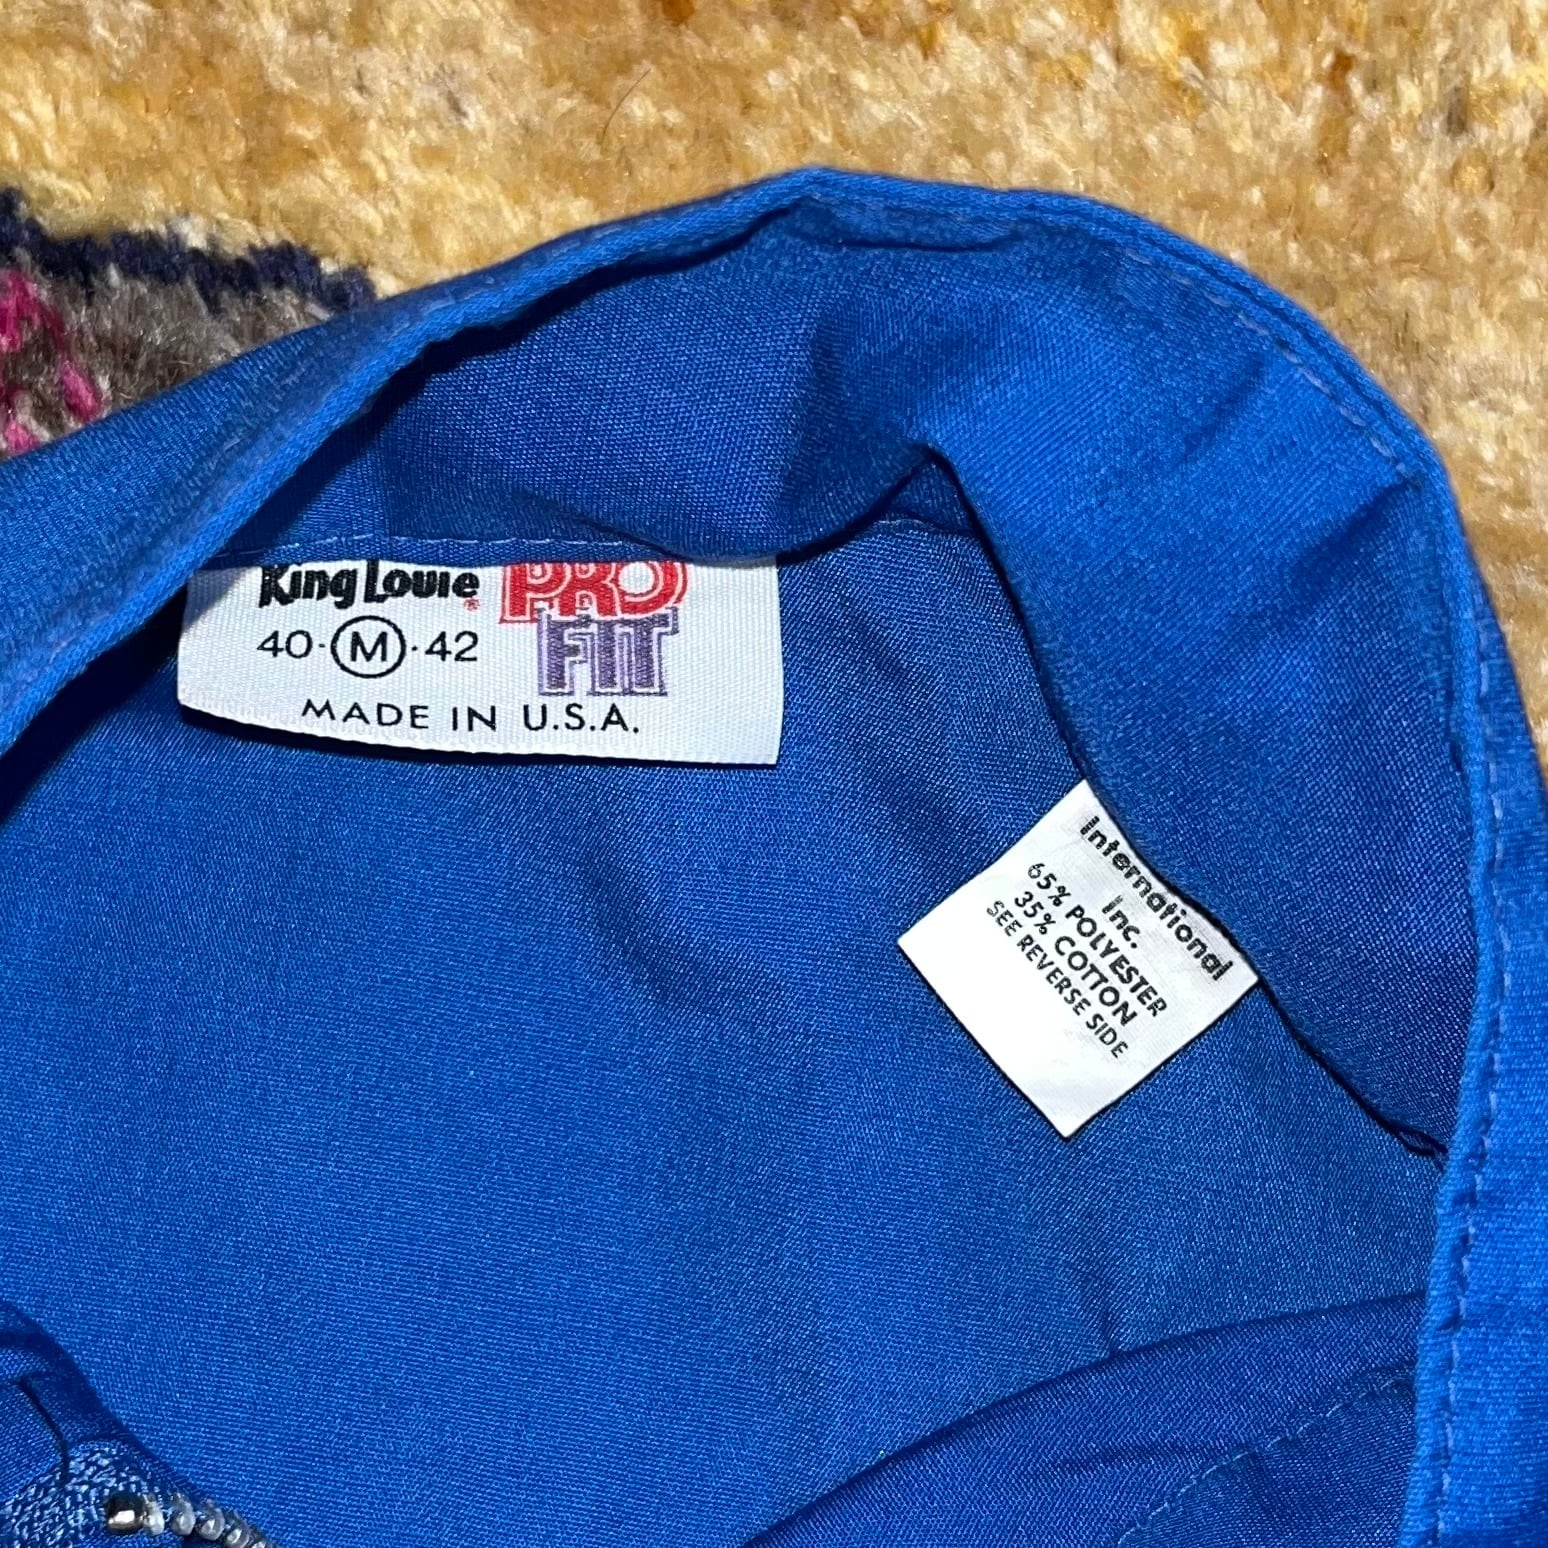 King Louie® PRO
40·M·42 FIT
MADE IN U.S.A.
International
Inc.
65% POLYESTER
35% COTTON
SEE REVERSE SIDE